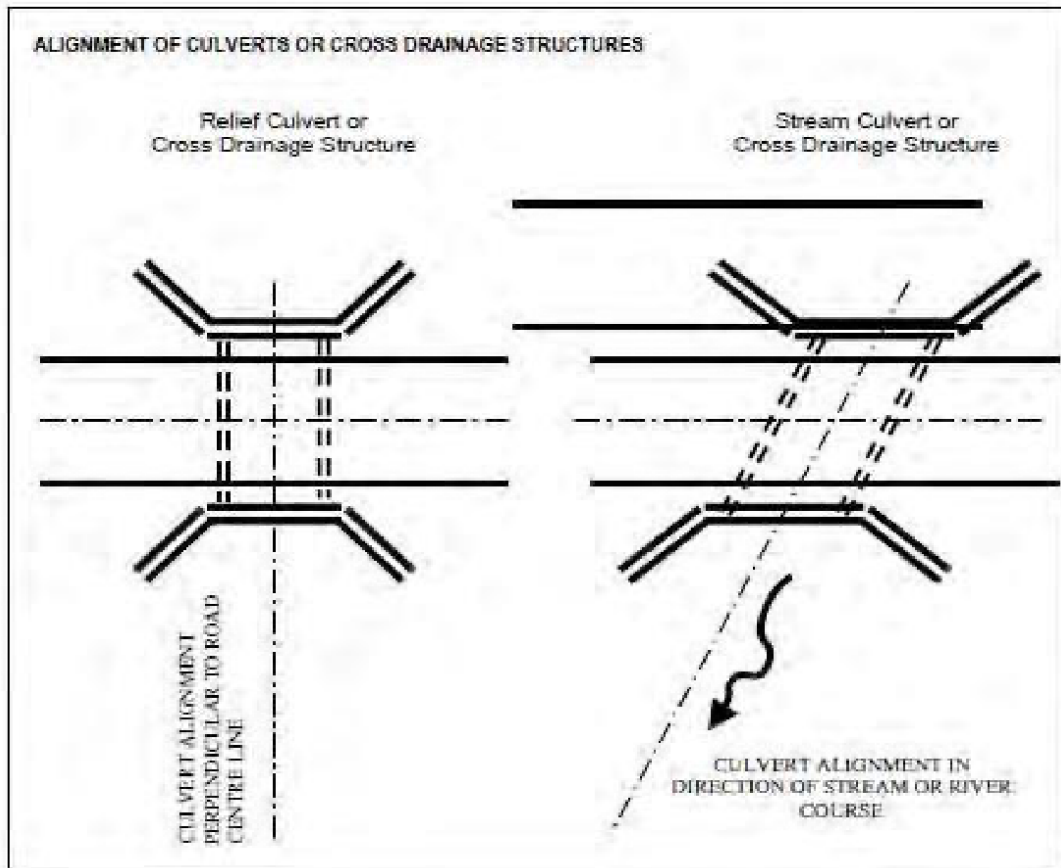 ALIGNMENT OF CULVERTS OR CROSS DRAINAGE STRUCTURES
Relief Culvert or
Cross Drainage Structure
Stream Culvert or
Cross Drainage Structure
CULVERT ALIGNMENT
PERPENDICULAR TO ROAD
CENTRE LINE
CULVERT ALIGNMENT IN
DIRECTION OF STREAM OR RIVER
COURSE